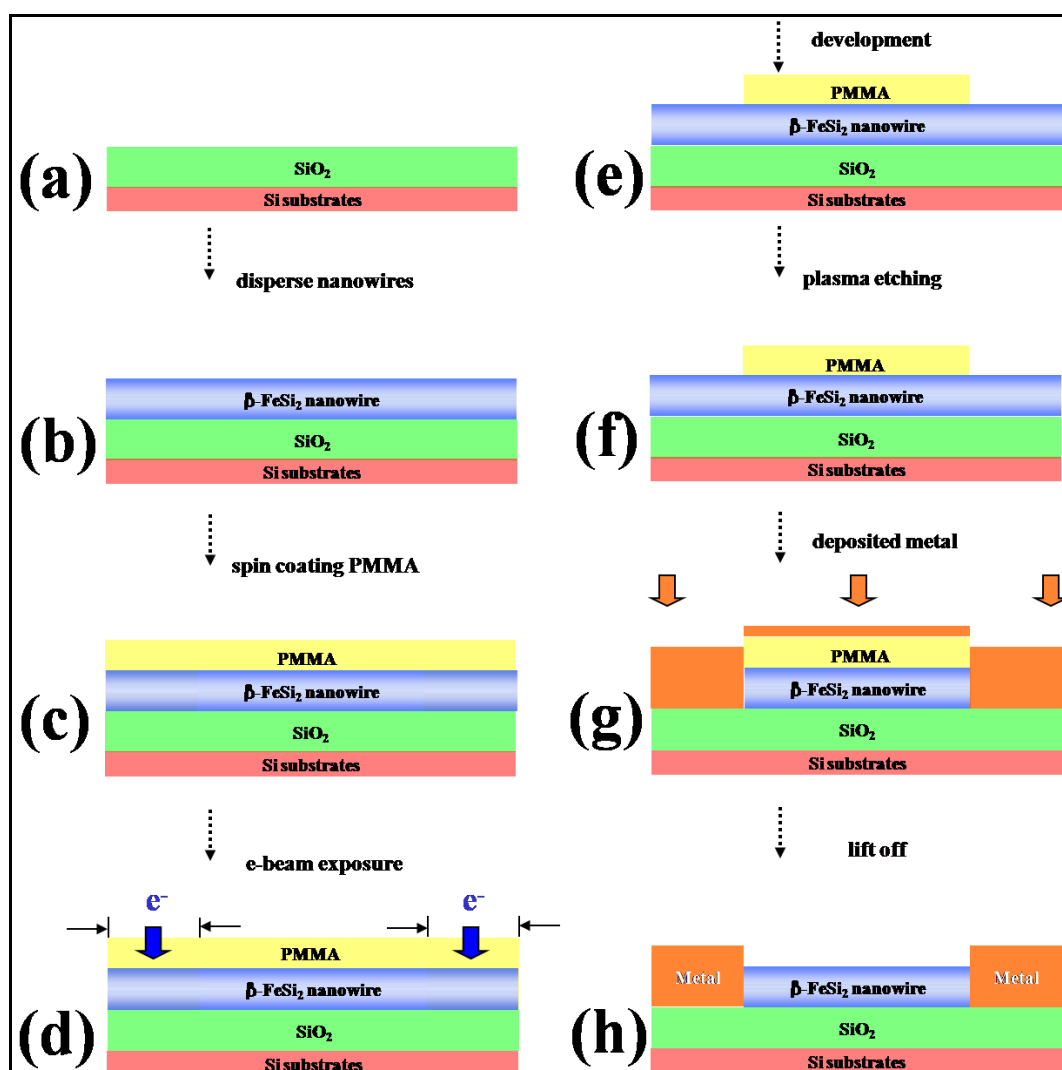 (a)
SiO₂
Si substrates
disperse nanowires
(b)
β-FeSi₂ nanowire
SiO₂
Si substrates
spin coating PMMA
(c)
PMMA
β-FeSi₂ nanowire
SiO₂
Si substrates
e-beam exposure
e⁻
e⁻
(d)
PMMA
β-FeSi₂ nanowire
SiO₂
Si substrates
development
(e)
PMMA
β-FeSi₂ nanowire
SiO₂
Si substrates
plasma etching
(f)
PMMA
β-FeSi₂ nanowire
SiO₂
Si substrates
deposited metal
(g)
PMMA
β-FeSi₂ nanowire
SiO₂
Si substrates
lift off
(h)
Metal
β-FeSi₂ nanowire
Metal
SiO₂
Si substrates